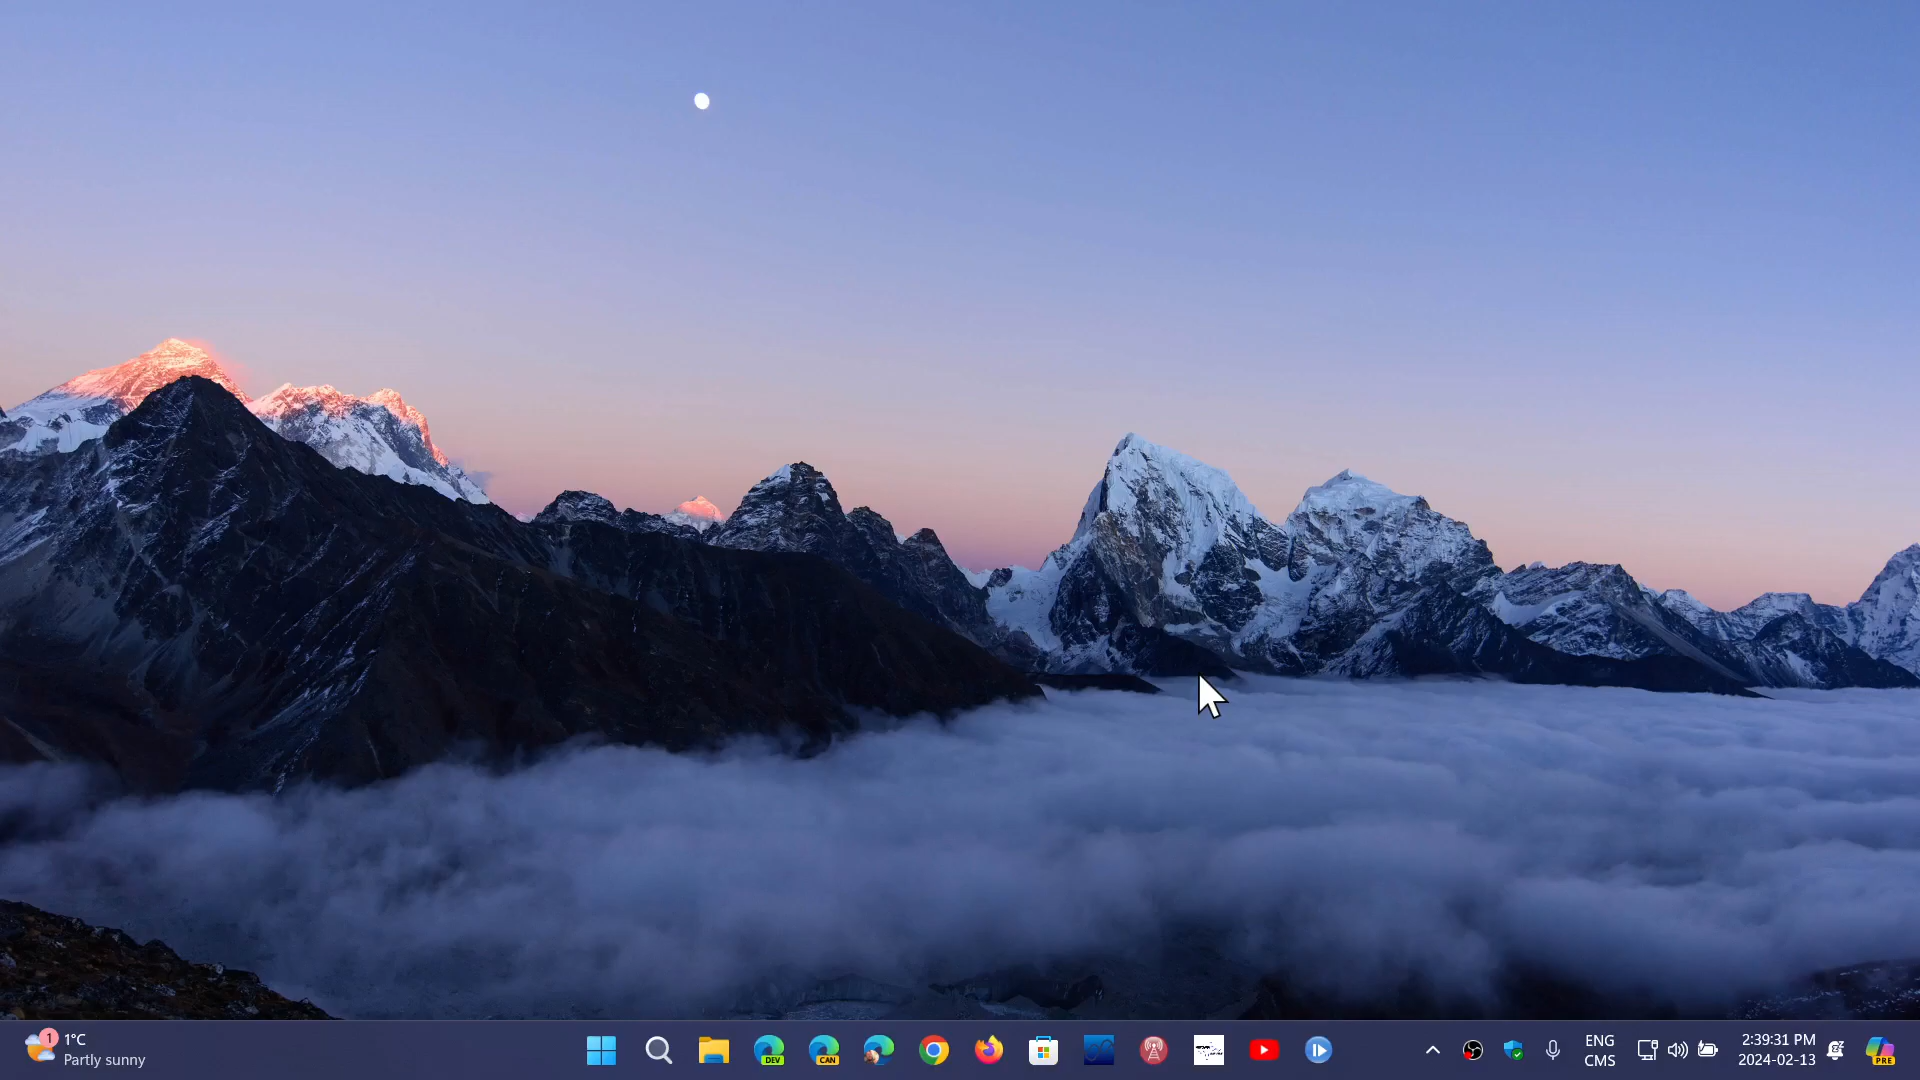 1
1°C
Partly sunny
DEV
CAN
ENG
CMS
2:39:31 PM
2024-02-13
PRE